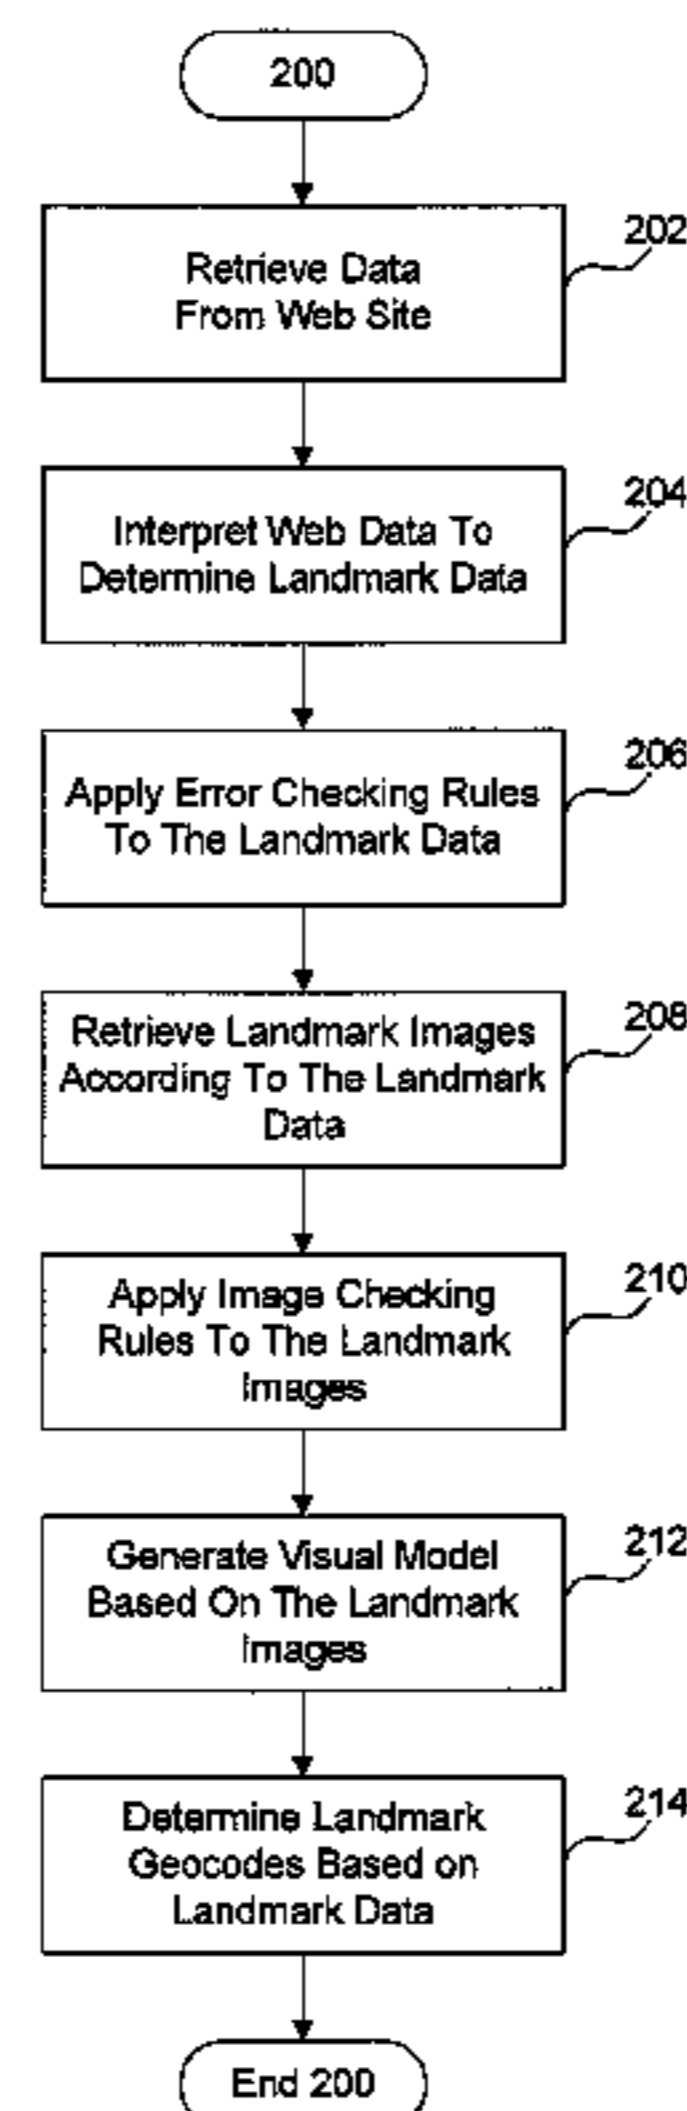 200
202
Retrieve Data
From Web Site
204
Interpret Web Data To
Determine Landmark Data
206
Apply Error Checking Rules
To The Landmark Data
208
Retrieve Landmark Images
According To The Landmark
Data
210
Apply Image Checking
Rules To The Landmark
Images
212
Generate Visual Model
Based On The Landmark
Images
214
Determine Landmark
Geocodes Based on
Landmark Data
End 200